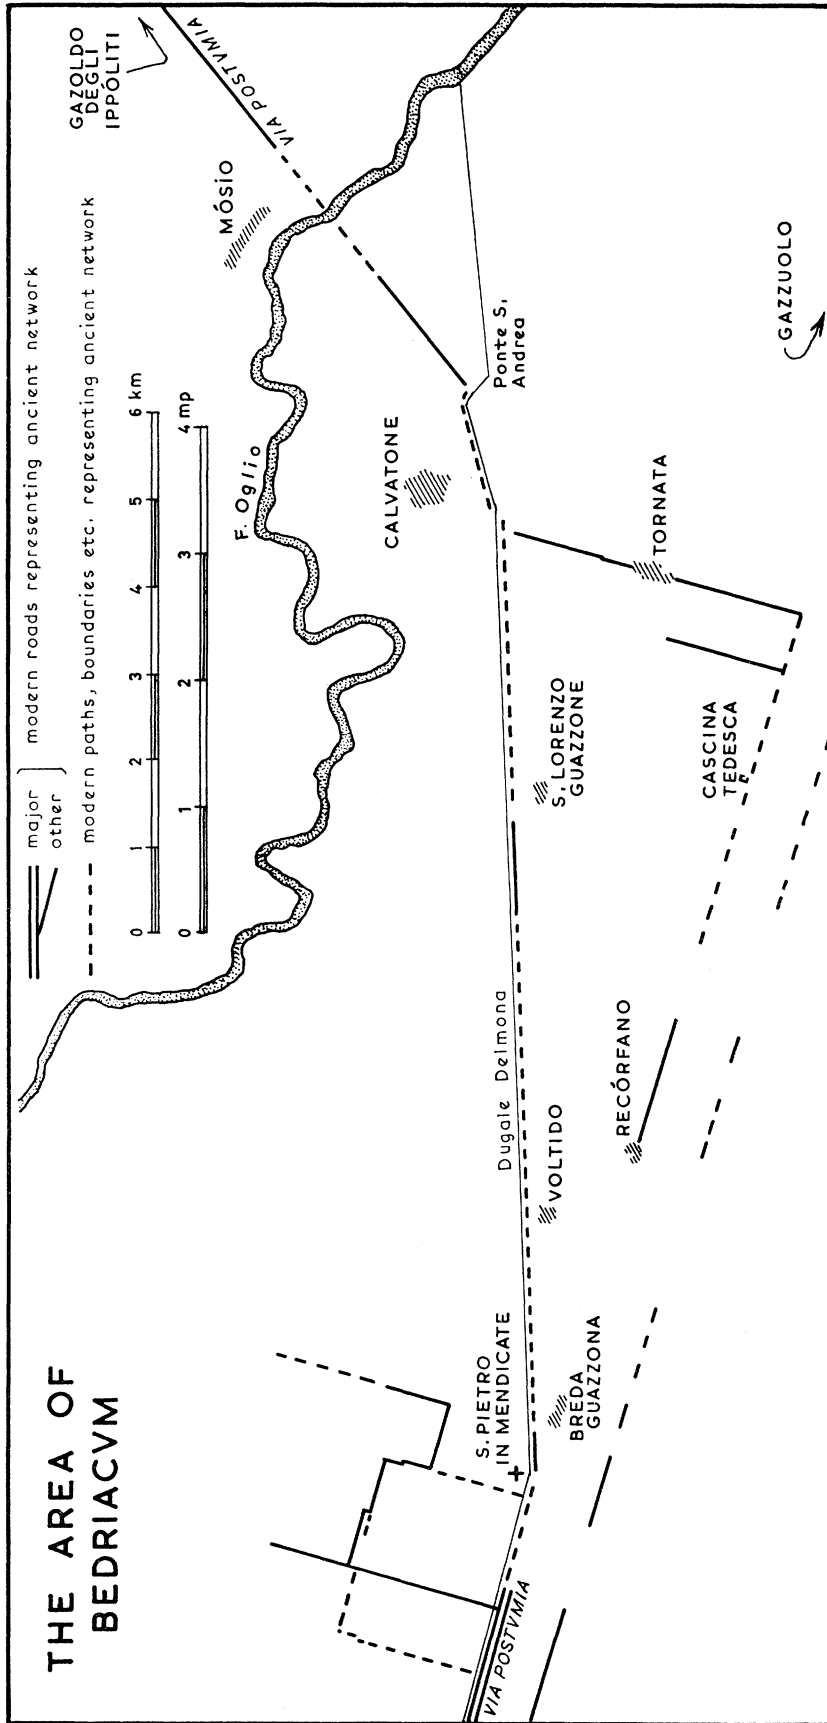 THE AREA OF
BEDRIACVM
major
other
modern roads representing ancient network
modern paths, boundaries etc. representing ancient network
0 1 2 3 4 5 6 km
0 1 2 3 4 mp
GAZOLDO
DEGLI
IPPÓLITI
VIA POSTVMIA
MÓSIO
F. Oglio
CALVATONE
Ponte S.
Andrea
GAZZUOLO
TORNATA
S. LORENZO
GUAZZONE
CASCINA
TEDESCA
Dugale Delmona
RECÓRFANO
VOLTIDO
S. PIETRO
IN MENDICATE
BREDA
GUAZZONA
VIA POSTVMIA